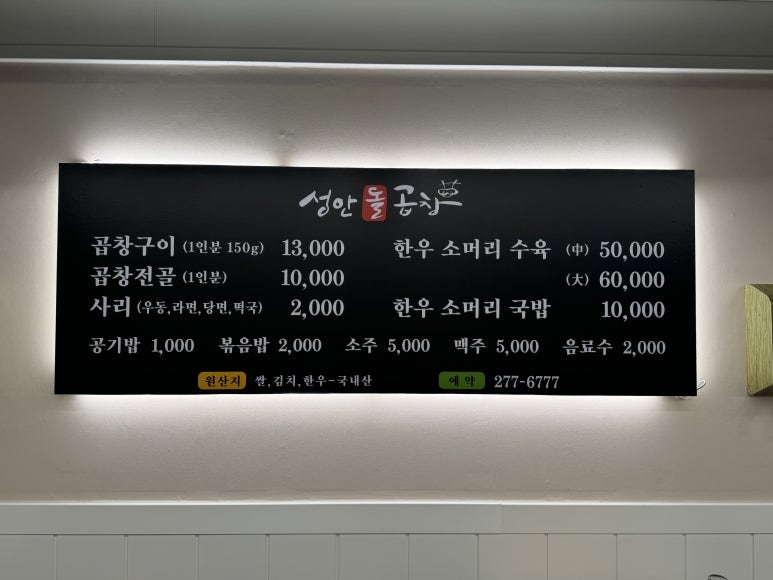 성안돌곱창
곱창구이 (1인분 150g) 13,000
곱창전골 (1인분) 10,000
사리 (우동,라면,당면,떡국) 2,000
한우 소머리 수육 (中) 50,000
(大) 60,000
한우 소머리 국밥 10,000
공기밥 1,000 볶음밥 2,000 소주 5,000 맥주 5,000 음료수 2,000
원산지 쌀,김치,한우-국내산 예약 277-6777